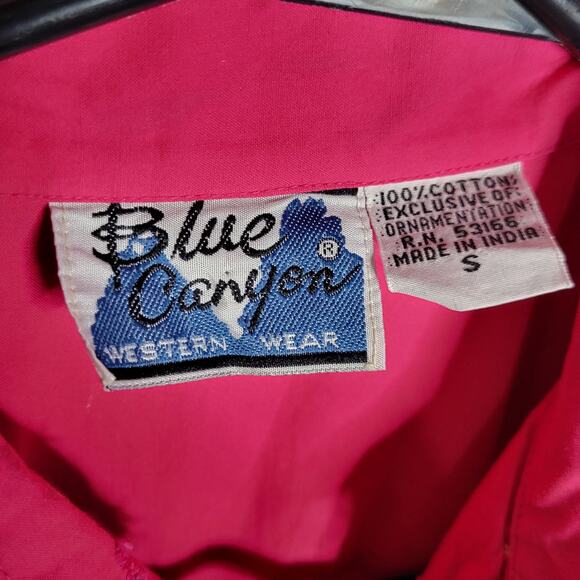 Blue
Canyon ®
WESTERN WEAR
100% COTTON
EXCLUSIVE OF
ORNAMENTATION
R.N. 53166
MADE IN INDIA
S